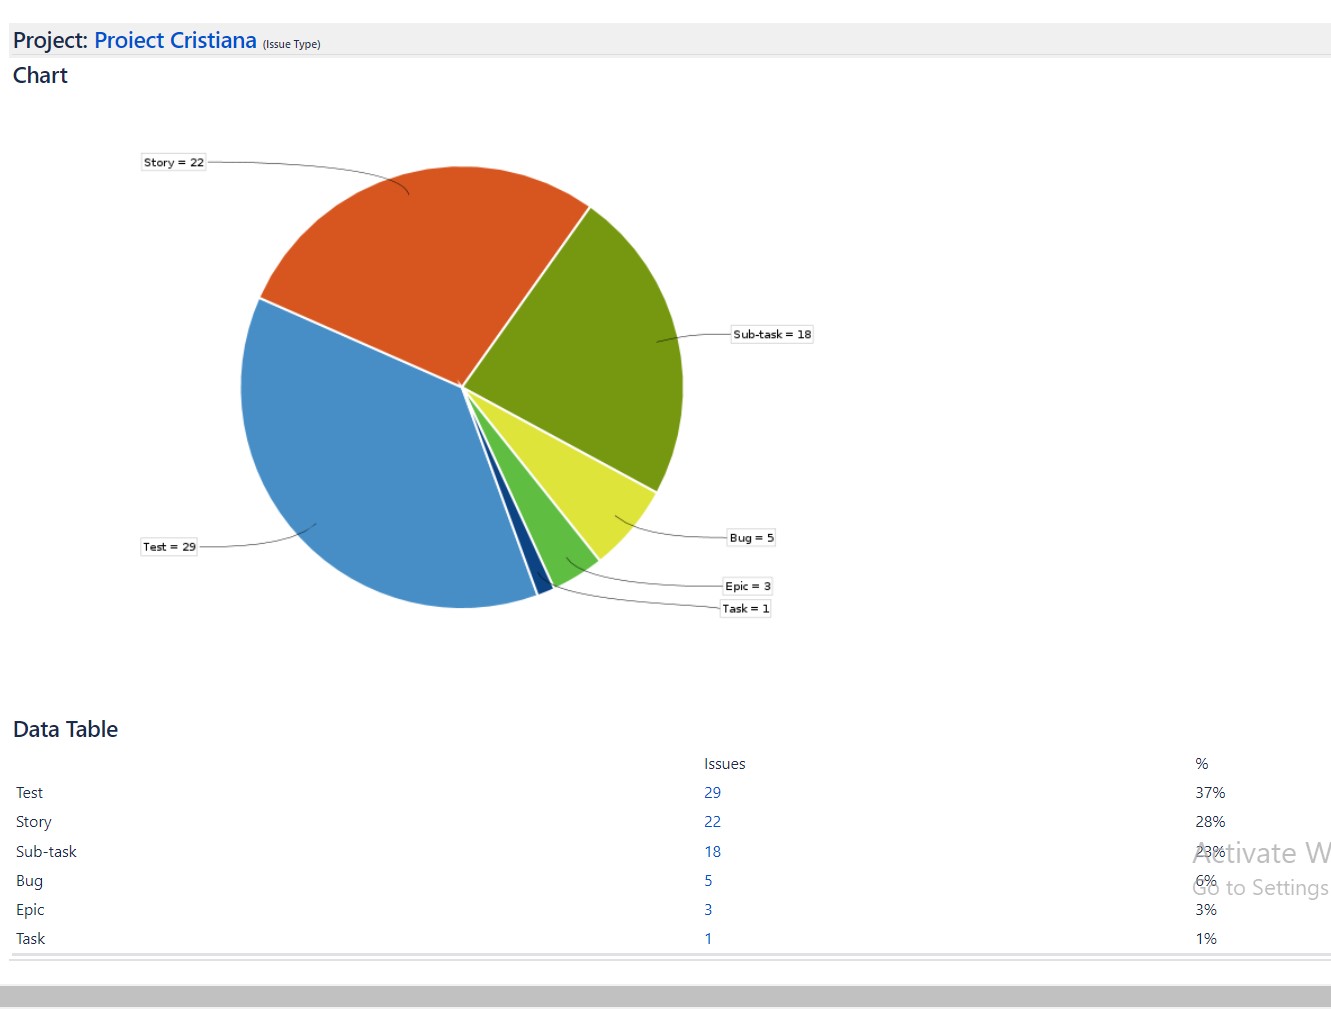 Project: Proiect Cristiana (Issue Type)
Chart
Story = 22
Sub-task = 18
Test = 29
Bug = 5
Epic = 3
Task = 1
Data Table
Issues %
Test 29 37%
Story 22 28%
Sub-task 18 23%
Activate W
Bug 5 6%
Go to Settings
Epic 3 3%
Task 1 1%